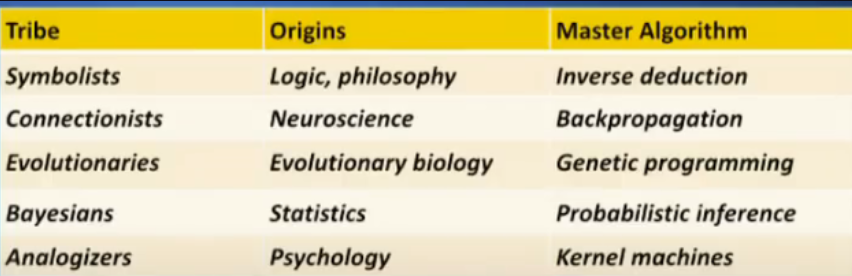 Tribe Origins Master Algorithm
Symbolists Logic, philosophy Inverse deduction
Connectionists Neuroscience Backpropagation
Evolutionaries Evolutionary biology Genetic programming
Bayesians Statistics Probabilistic inference
Analogizers Psychology Kernel machines